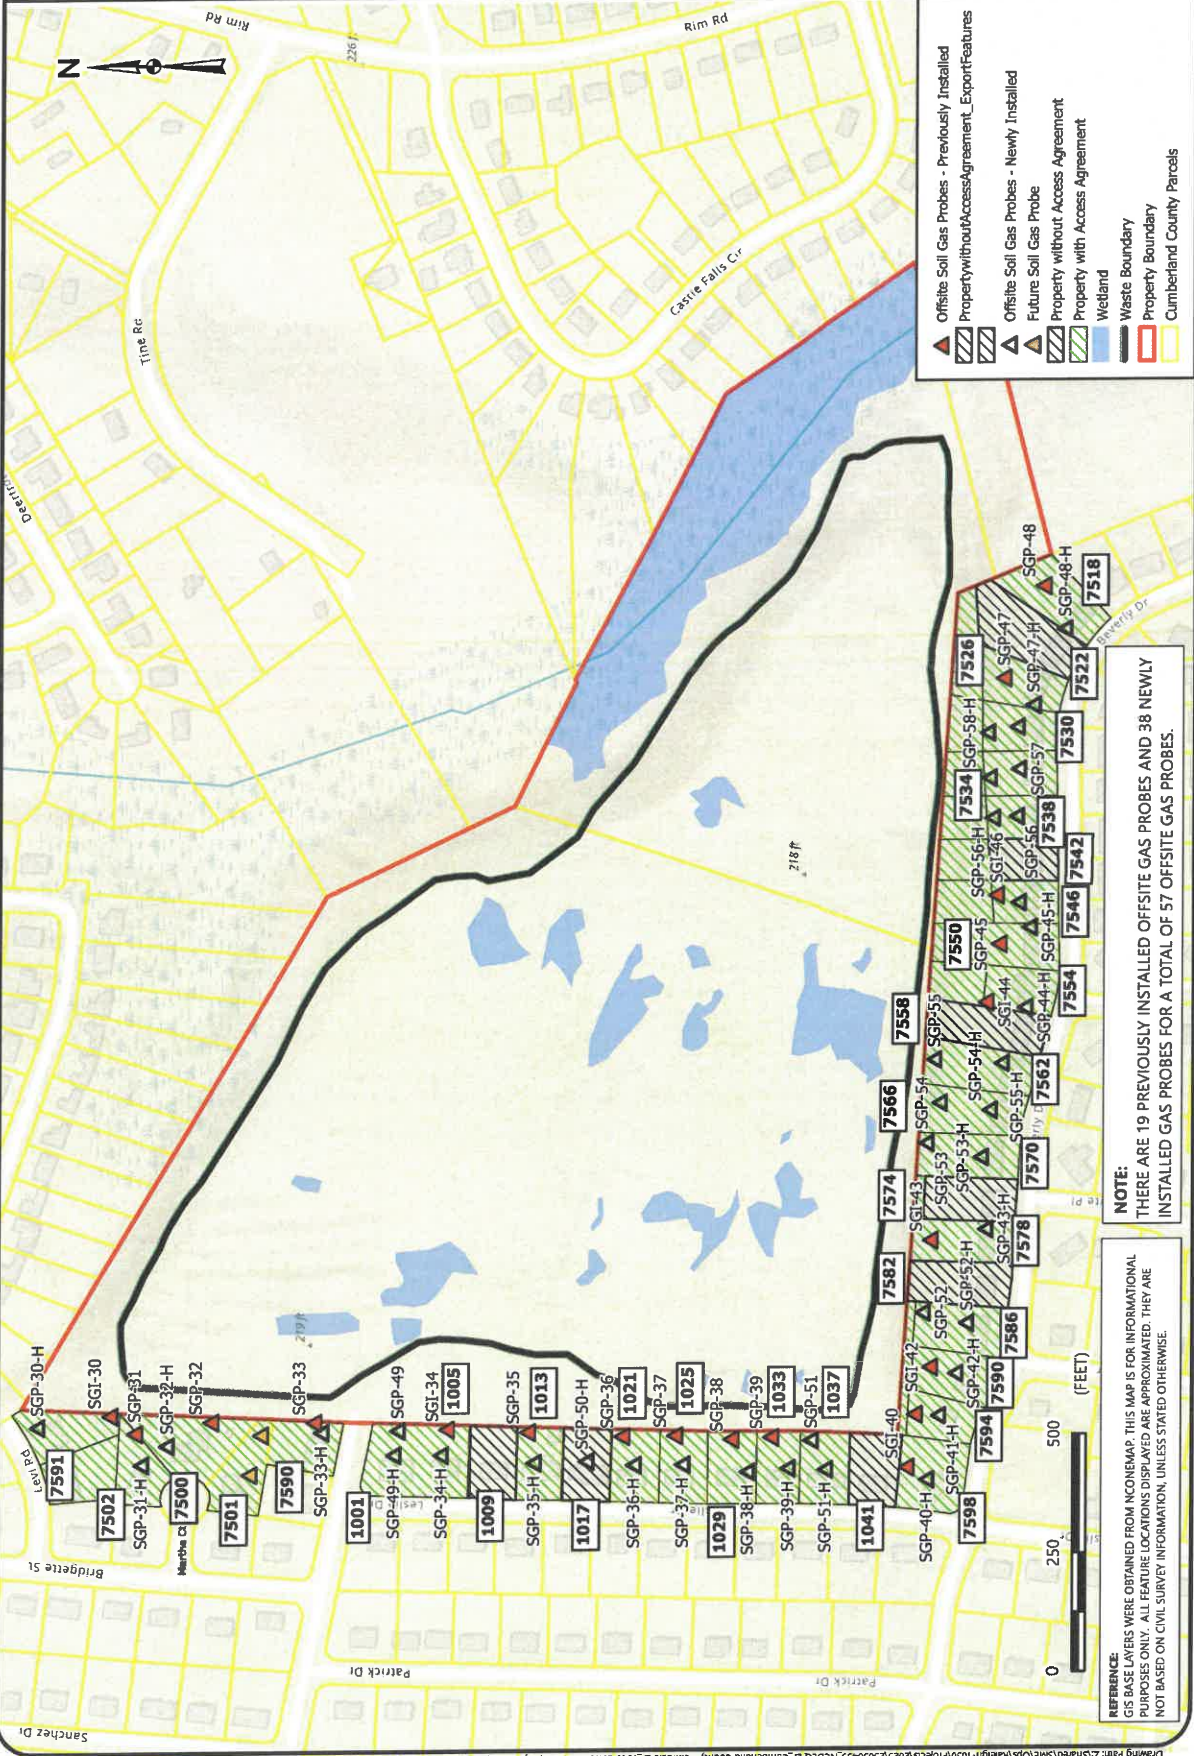 Sanchez Dr
Patrick Dr
Patrick Dr
Bridgette St
Levi Rd
Martha Ct
Leslie Dr
Deertrot
Tine Rd
Rim Rd
Rim Rd
Castle Falls Cir
Beverly Dr
N
226 ft
219 ft
218 ft
SGP-30-H
SGI-30
SGP-31
SGP-32-H
SGP-32
SGP-33
7591
7502
SGP-31-H
7500
7501
7590
SGP-33-H
1001
SGP-49
SGP-49-H
SGI-34
1005
SGP-34-H
1009
SGP-35
1013
SGP-35-H
SGP-50-H
1017
SGP-36
1021
SGP-36-H
SGP-37
1025
SGP-37-H
SGP-38
1029
SGP-38-H
SGP-39
1033
SGP-39-H
SGP-51
1037
SGP-51-H
1041
SGI-40
SGP-40-H
7598
SGP-41-H
7594
SGI-42
SGP-42-H
7590
SGP-52
SGP-52-H
7586
7582
SGI-43
SGP-43-H
7578
7574
SGP-53
SGP-53-H
7570
7566
SGP-54
SGP-54-H
SGP-55-H
7562
7558
SGP-55
SGI-44
SGP-44-H
7554
7550
SGP-45
SGP-45-H
7546
SGP-56-H
SGI-46
SGP-56
7542
7538
7534
SGP-57
SGP-58-H
7530
7526
SGP-47
SGP-47-H
7522
SGP-48
SGP-48-H
7518
Offsite Soil Gas Probes - Previously Installed
PropertywithoutAccessAgreement_ExportFeatures
Offsite Soil Gas Probes - Newly Installed
Future Soil Gas Probe
Property without Access Agreement
Property with Access Agreement
Wetland
Waste Boundary
Property Boundary
Cumberland County Parcels
0 250 500
(FEET)
REFERENCE:
GIS BASE LAYERS WERE OBTAINED FROM NCONEMAP. THIS MAP IS FOR INFORMATIONAL
PURPOSES ONLY. ALL FEATURE LOCATIONS DISPLAYED ARE APPROXIMATED. THEY ARE
NOT BASED ON CIVIL SURVEY INFORMATION, UNLESS STATED OTHERWISE.
NOTE:
THERE ARE 19 PREVIOUSLY INSTALLED OFFSITE GAS PROBES AND 38 NEWLY
INSTALLED GAS PROBES FOR A TOTAL OF 57 OFFSITE GAS PROBES.